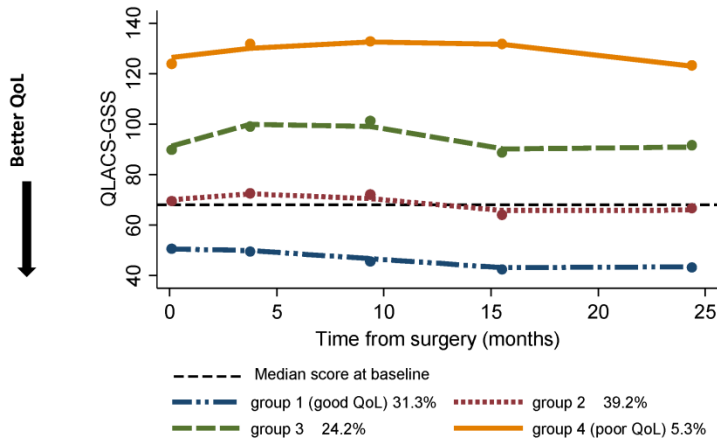 140
120
100
80
60
40
QLACS-GSS
Better QoL
0 5 10 15 20 25
Time from surgery (months)
Median score at baseline
group 1 (good QoL) 31.3% group 2 39.2%
group 3 24.2% group 4 (poor QoL) 5.3%